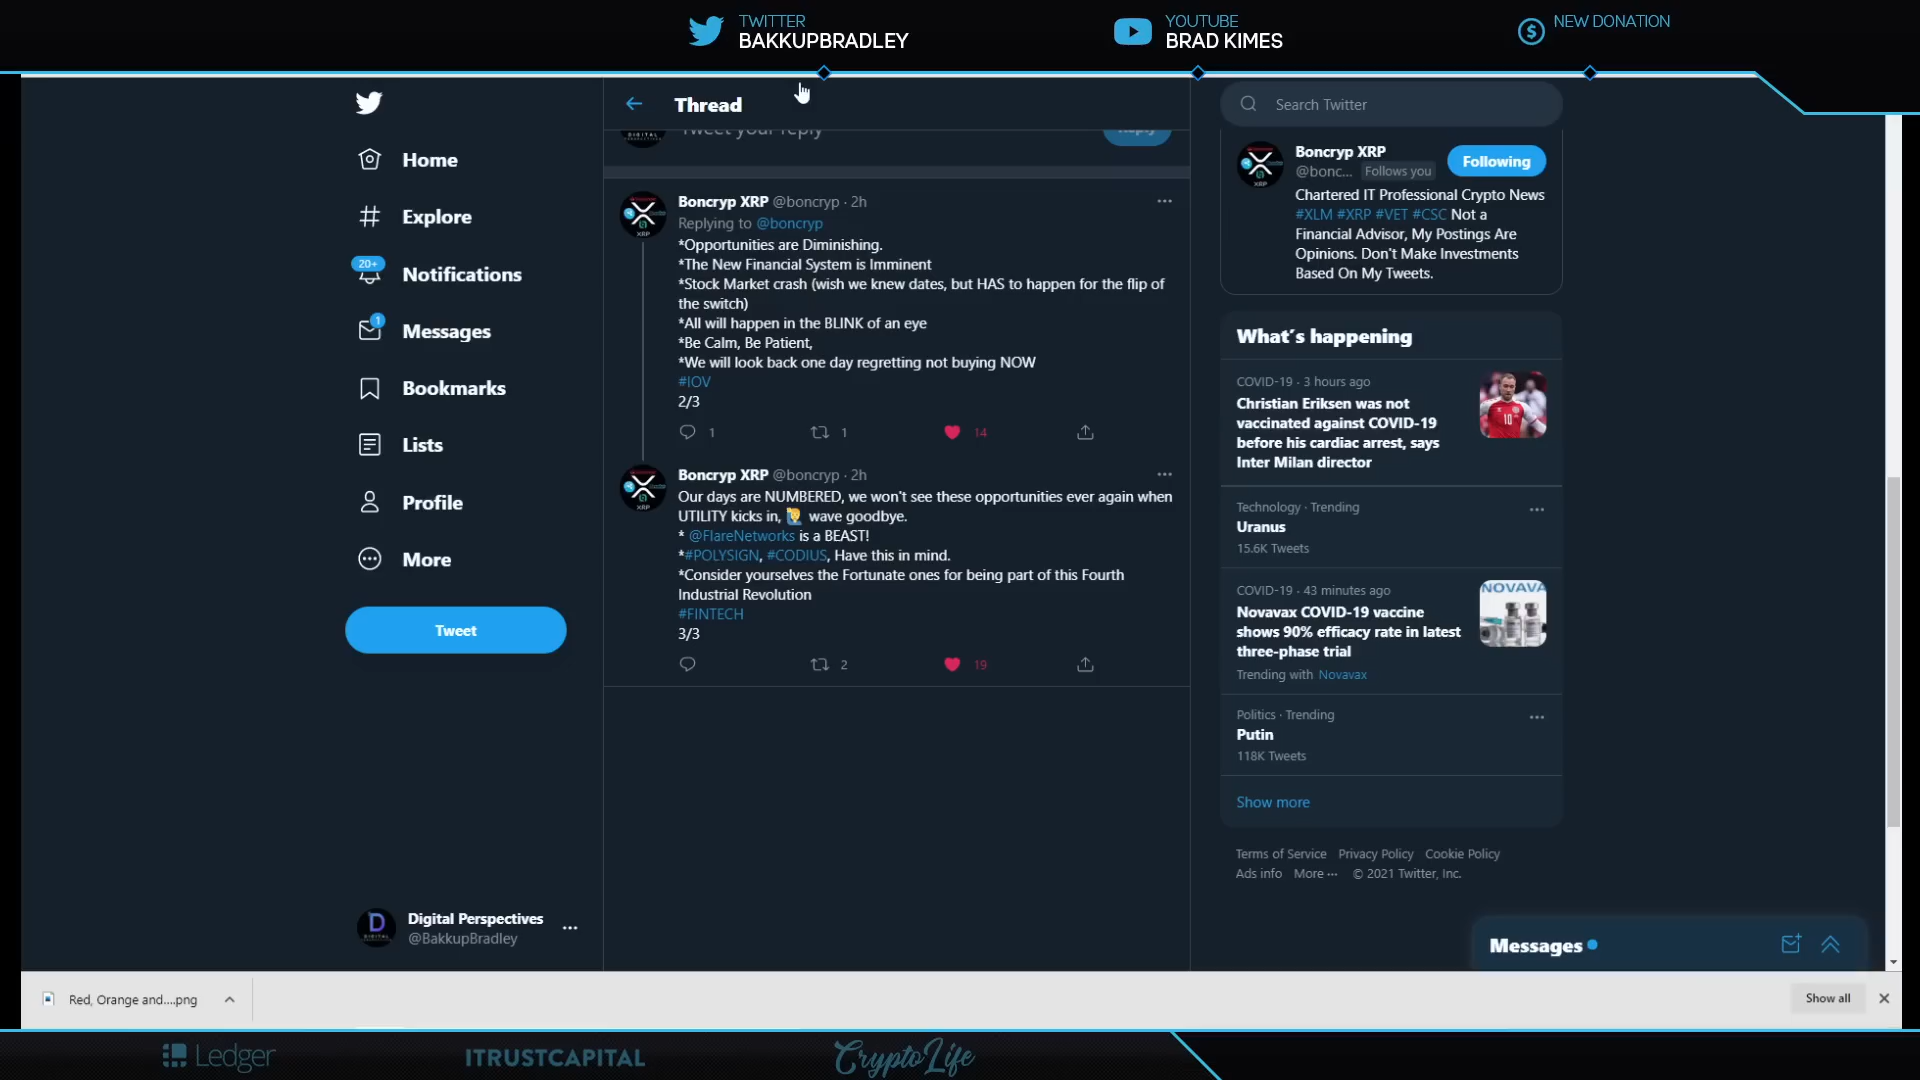 TWITTER
BAKKUPBRADLEY
YOUTUBE
BRAD KIMES
NEW DONATION
Home
Explore
20+
Notifications
1
Messages
Bookmarks
Lists
Profile
More
Tweet
Digital Perspectives
@BakkupBradley
Thread
Tweet your reply
Reply
Boncryp XRP @boncryp · 2h
Replying to @boncryp
*Opportunities are Diminishing.
*The New Financial System is Imminent
*Stock Market crash (wish we knew dates, but HAS to happen for the flip of
the switch)
*All will happen in the BLINK of an eye
*Be Calm, Be Patient,
*We will look back one day regretting not buying NOW
#IOV
2/3
1 1 14
Boncryp XRP @boncryp · 2h
Our days are NUMBERED, we won't see these opportunities ever again when
UTILITY kicks in, 🙋‍♂️ wave goodbye.
* @FlareNetworks is a BEAST!
*#POLYSIGN, #CODIUS, Have this in mind.
*Consider yourselves the Fortunate ones for being part of this Fourth
Industrial Revolution
#FINTECH
3/3
2 19
Search Twitter
Boncryp XRP
@bonc... Follows you
Following
Chartered IT Professional Crypto News
#XLM #XRP #VET #CSC Not a
Financial Advisor, My Postings Are
Opinions. Don't Make Investments
Based On My Tweets.
What's happening
COVID-19 · 3 hours ago
Christian Eriksen was not
vaccinated against COVID-19
before his cardiac arrest, says
Inter Milan director
Technology · Trending
Uranus
15.6K Tweets
COVID-19 · 43 minutes ago
Novavax COVID-19 vaccine
shows 90% efficacy rate in latest
three-phase trial
Trending with Novavax
NOVAVA
Politics · Trending
Putin
118K Tweets
Show more
Terms of Service Privacy Policy Cookie Policy
Ads info More ··· © 2021 Twitter, Inc.
Messages
Red, Orange and....png
Show all
Ledger
ITRUSTCAPITAL
CryptoLife